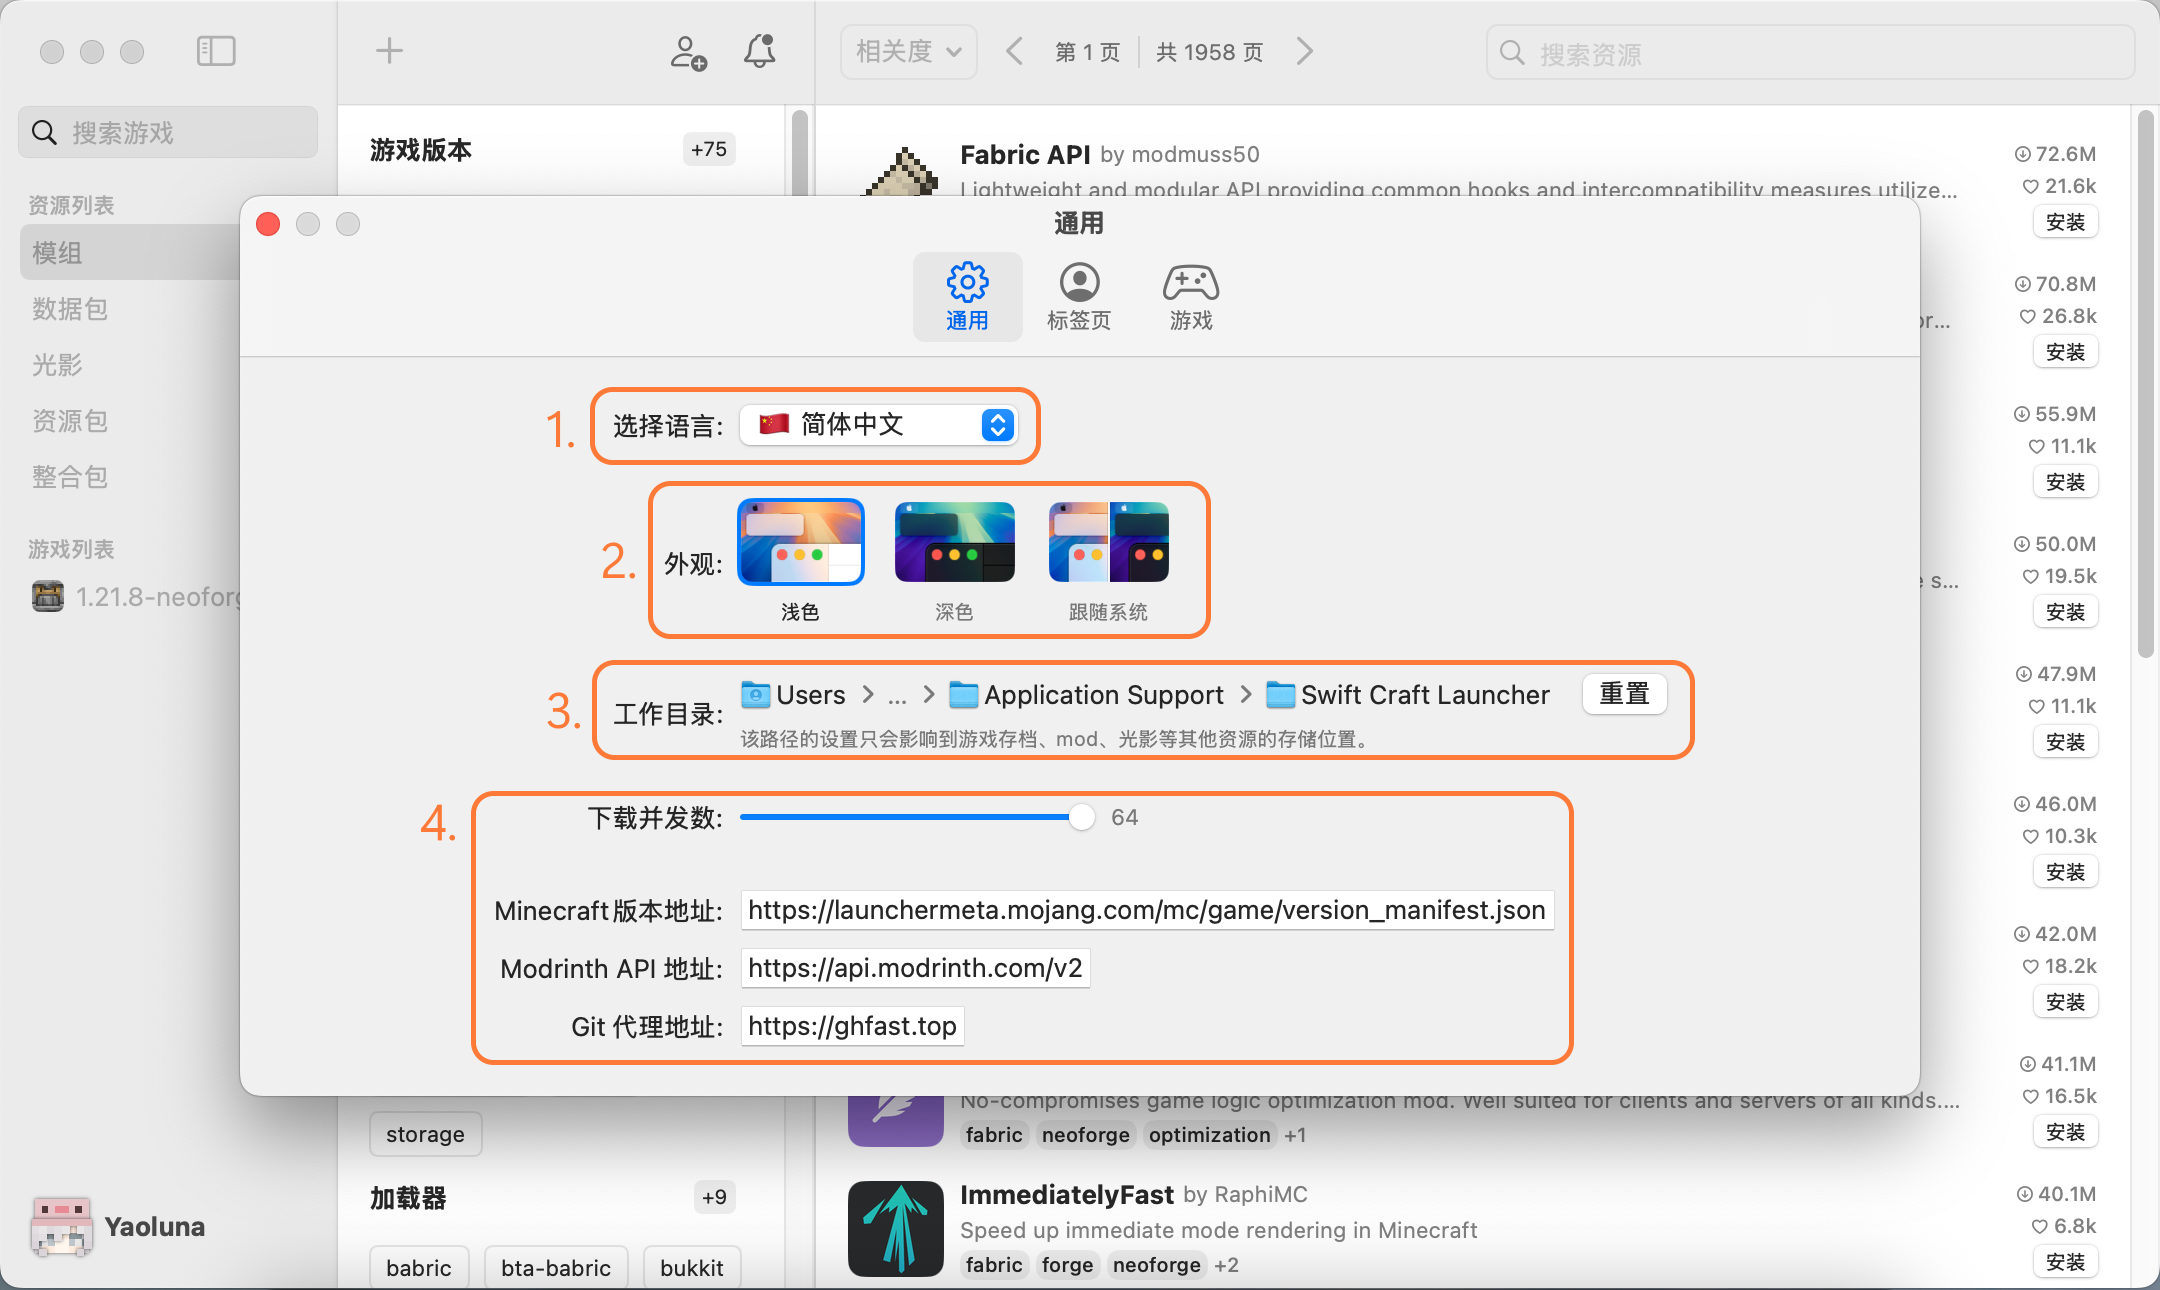 相关度
第 1 页
共 1958 页
搜索资源
搜索游戏
资源列表
模组
数据包
光影
资源包
整合包
游戏列表
1.21.8-neoforg
Yaoluna
游戏版本
+75
storage
加载器
+9
babric
bta-babric
bukkit
Fabric API by modmuss50
Lightweight and modular API providing common hooks and intercompatibility measures utilize...
72.6M
21.6k
安装
70.8M
26.8k
安装
55.9M
11.1k
安装
50.0M
19.5k
安装
47.9M
11.1k
安装
46.0M
10.3k
安装
42.0M
18.2k
安装
No-compromises game logic optimization mod. Well suited for clients and servers of all kinds....
fabric neoforge optimization +1
41.1M
16.5k
安装
ImmediatelyFast by RaphiMC
Speed up immediate mode rendering in Minecraft
fabric forge neoforge +2
40.1M
6.8k
安装
通用
通用
标签页
游戏
1.
选择语言: 简体中文
2.
外观:
浅色
深色
跟随系统
3.
工作目录: Users > ... > Application Support > Swift Craft Launcher 重置
该路径的设置只会影响到游戏存档、mod、光影等其他资源的存储位置。
4.
下载并发数: 64
Minecraft版本地址: https://launchermeta.mojang.com/mc/game/version_manifest.json
Modrinth API 地址: https://api.modrinth.com/v2
Git 代理地址: https://ghfast.top